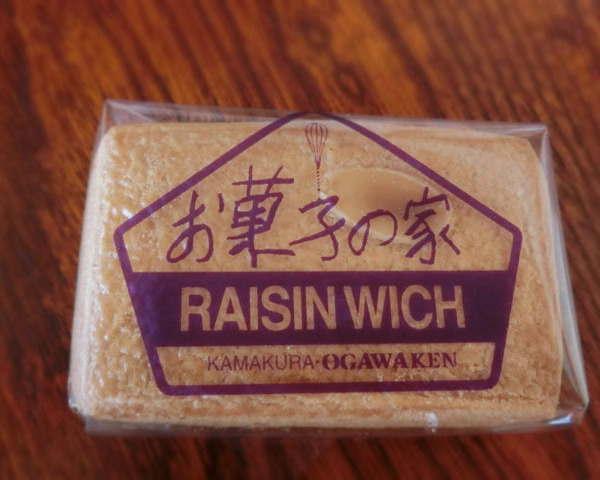 お菓子の家
RAISIN WICH
KAMAKURA-OGAWAKEN